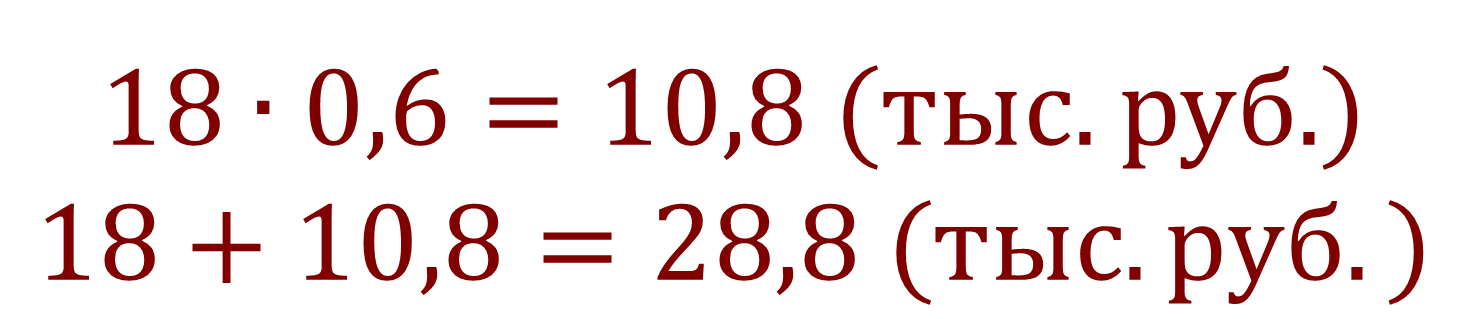 18 · 0,6 = 10,8 (тыс. руб.)
18 + 10,8 = 28,8 (тыс. руб. )